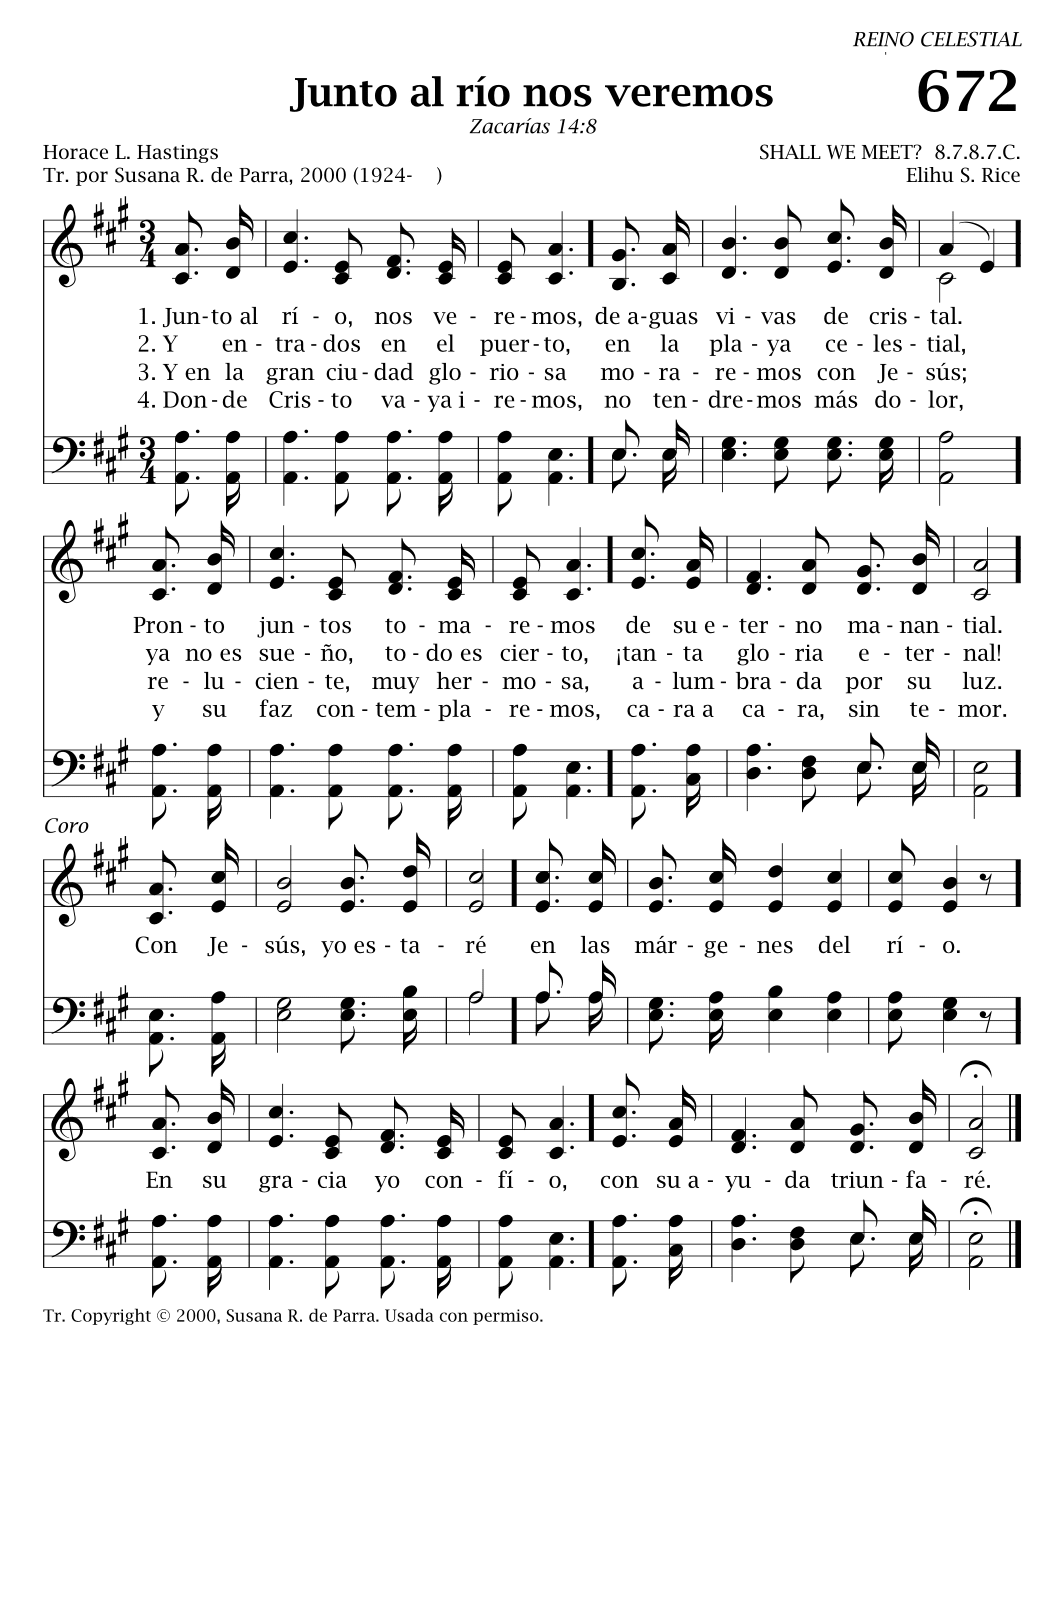 REINO CELESTIAL
Junto al río nos veremos 672
Zacarías 14:8
Horace L. Hastings SHALL WE MEET? 8.7.8.7.C.
Tr. por Susana R. de Parra, 2000 (1924- ) Elihu S. Rice
1. Jun-to al rí - o, nos ve - re - mos, de a-guas vi - vas de cris - tal.
2. Y en - tra - dos en el puer - to, en la pla - ya ce - les - tial,
3. Y en la gran ciu - dad glo - rio - sa mo - ra - re - mos con Je - sús;
4. Don - de Cris - to va - ya i - re - mos, no ten - dre - mos más do - lor,
Pron - to jun - tos to - ma - re - mos de su e - ter - no ma - nan - tial.
ya no es sue - ño, to - do es cier - to, ¡tan - ta glo - ria e - ter - nal!
re - lu - cien - te, muy her - mo - sa, a - lum - bra - da por su luz.
y su faz con - tem - pla - re - mos, ca - ra a ca - ra, sin te - mor.
Coro
Con Je - sús, yo es - ta - ré en las már - ge - nes del rí - o.
En su gra - cia yo con - fí - o, con su a - yu - da triun - fa - ré.
Tr. Copyright © 2000, Susana R. de Parra. Usada con permiso.